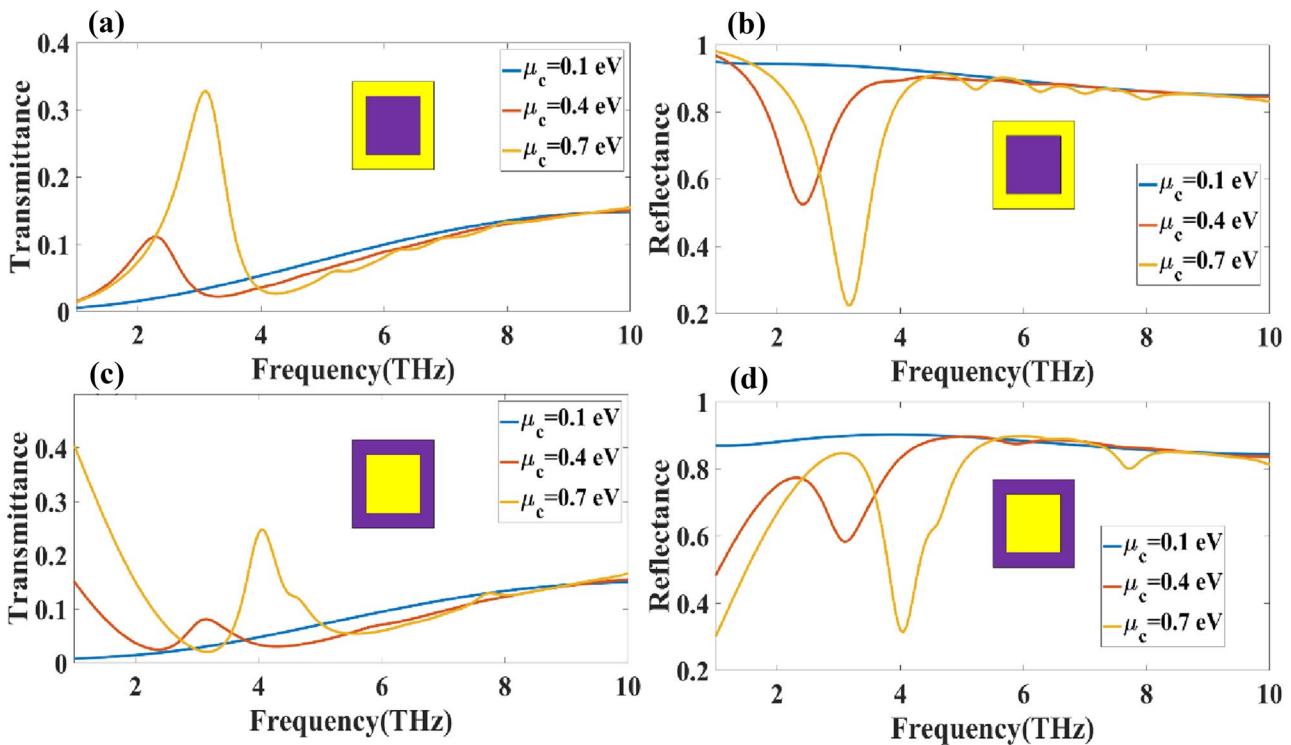 (a)
0.4
0.3
0.2
0.1
0
Transmittance
μc=0.1 eV
μc=0.4 eV
μc=0.7 eV
2 4 6 8 10
Frequency(THz)
(b)
1
0.8
0.6
0.4
0.2
Reflectance
μc=0.1 eV
μc=0.4 eV
μc=0.7 eV
2 4 6 8 10
Frequency(THz)
(c)
0.4
0.3
0.2
0.1
0
Transmittance
μc=0.1 eV
μc=0.4 eV
μc=0.7 eV
2 4 6 8 10
Frequency(THz)
(d)
1
0.8
0.6
0.4
0.2
Reflectance
μc=0.1 eV
μc=0.4 eV
μc=0.7 eV
2 4 6 8 10
Frequency(THz)